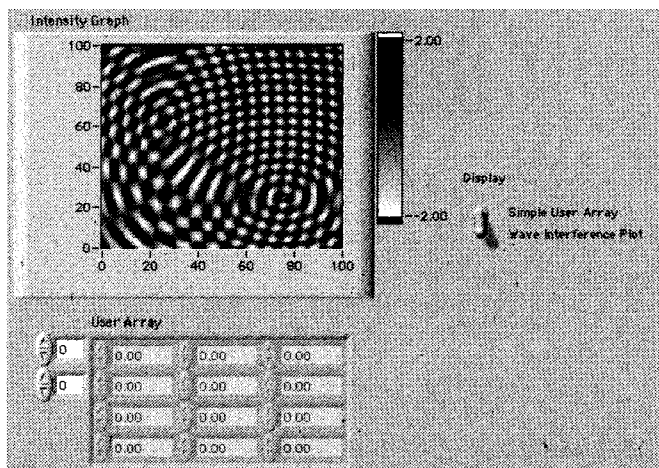 Intensity Graph
100-
80-
60-
40-
20-
0-
0 20 40 60 80 100
-2.00
--2.00
Display
Simple User Array
Wave Interference Plot
User Array
0 0.00 0.00 0.00
0 0.00 0.00 0.00
0.00 0.00 0.00
0.00 0.00 0.00